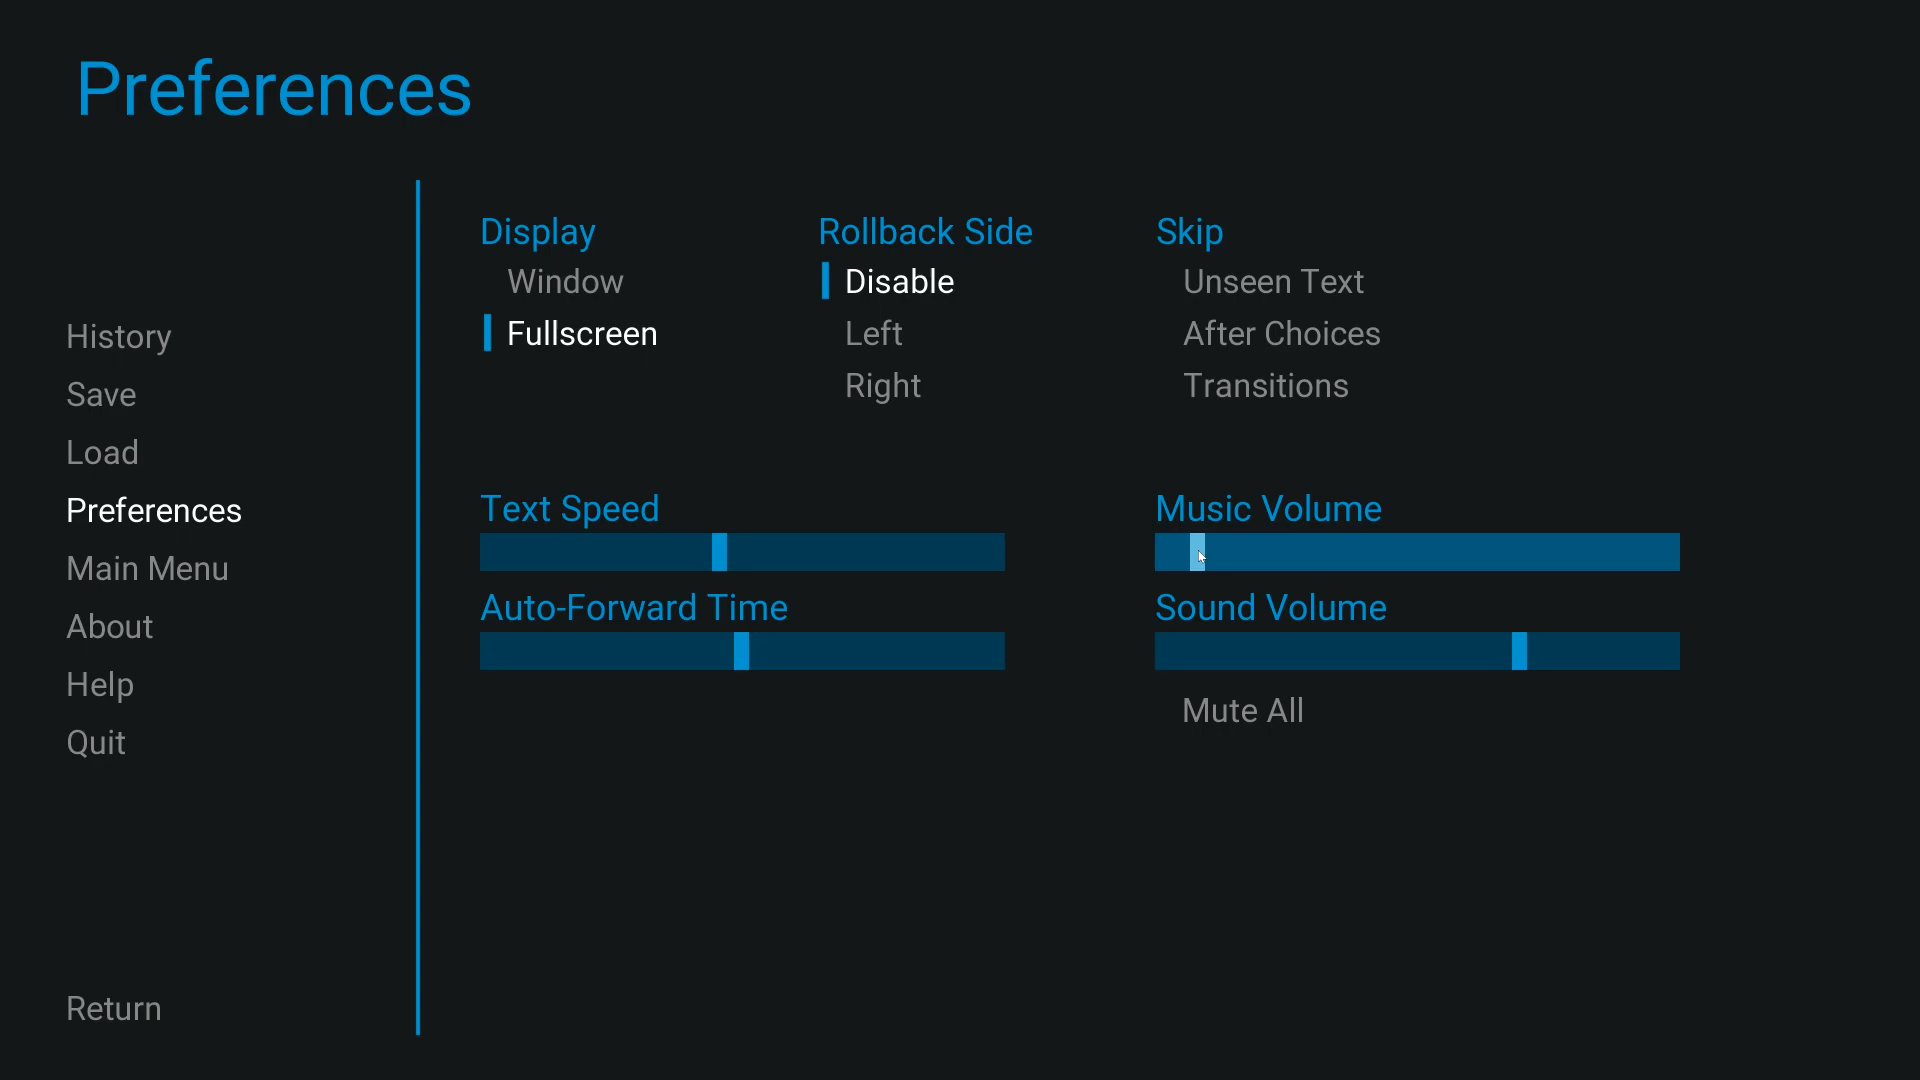 Preferences
History
Save
Load
Preferences
Main Menu
About
Help
Quit
Return
Display
Window
Fullscreen
Rollback Side
Disable
Left
Right
Skip
Unseen Text
After Choices
Transitions
Text Speed
Auto-Forward Time
Music Volume
Sound Volume
Mute All